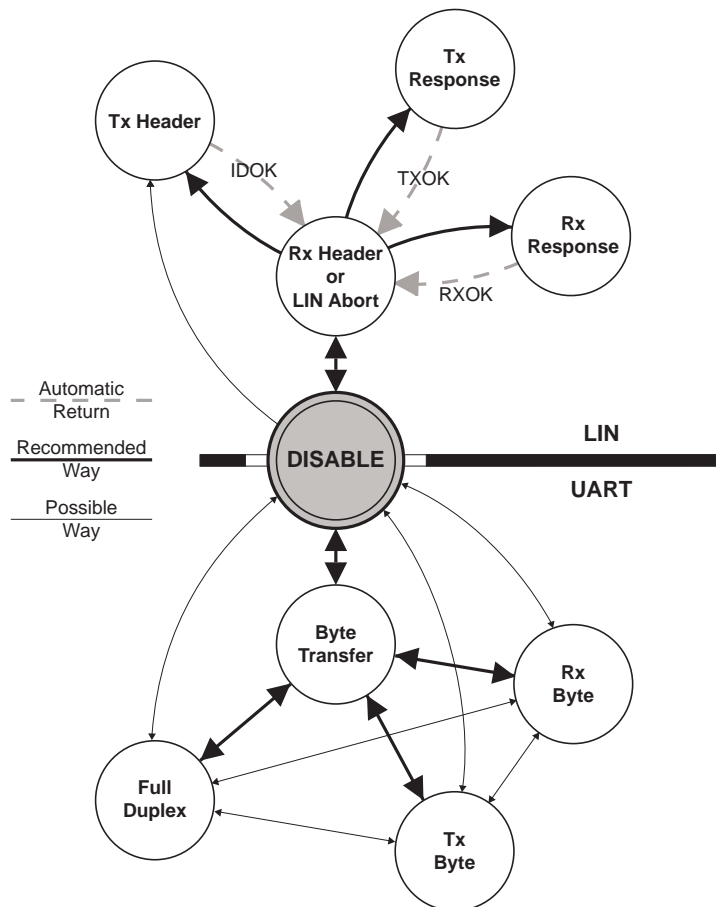 Tx
Response
Tx Header
IDOK
TXOK
Rx
Response
Rx Header
or
LIN Abort
RXOK
Automatic
Return
Recommended
Way
Possible
Way
DISABLE
LIN
UART
Byte
Transfer
Rx
Byte
Full
Duplex
Tx
Byte